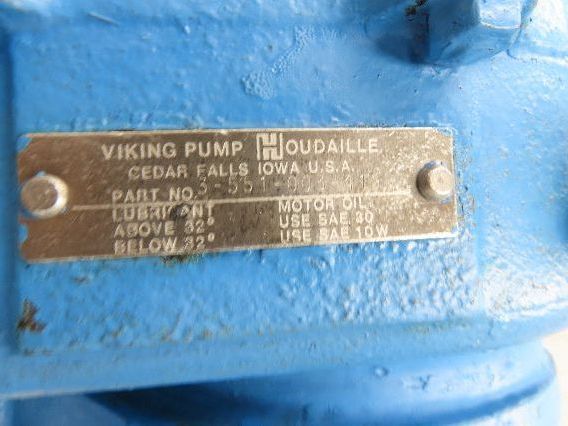 VIKING PUMP HOUDAILLE
CEDAR FALLS IOWA U.S.A.
PART NO.
LUBRICANT MOTOR OIL
ABOVE 32° USE SAE 30
BELOW 32° USE SAE 10W